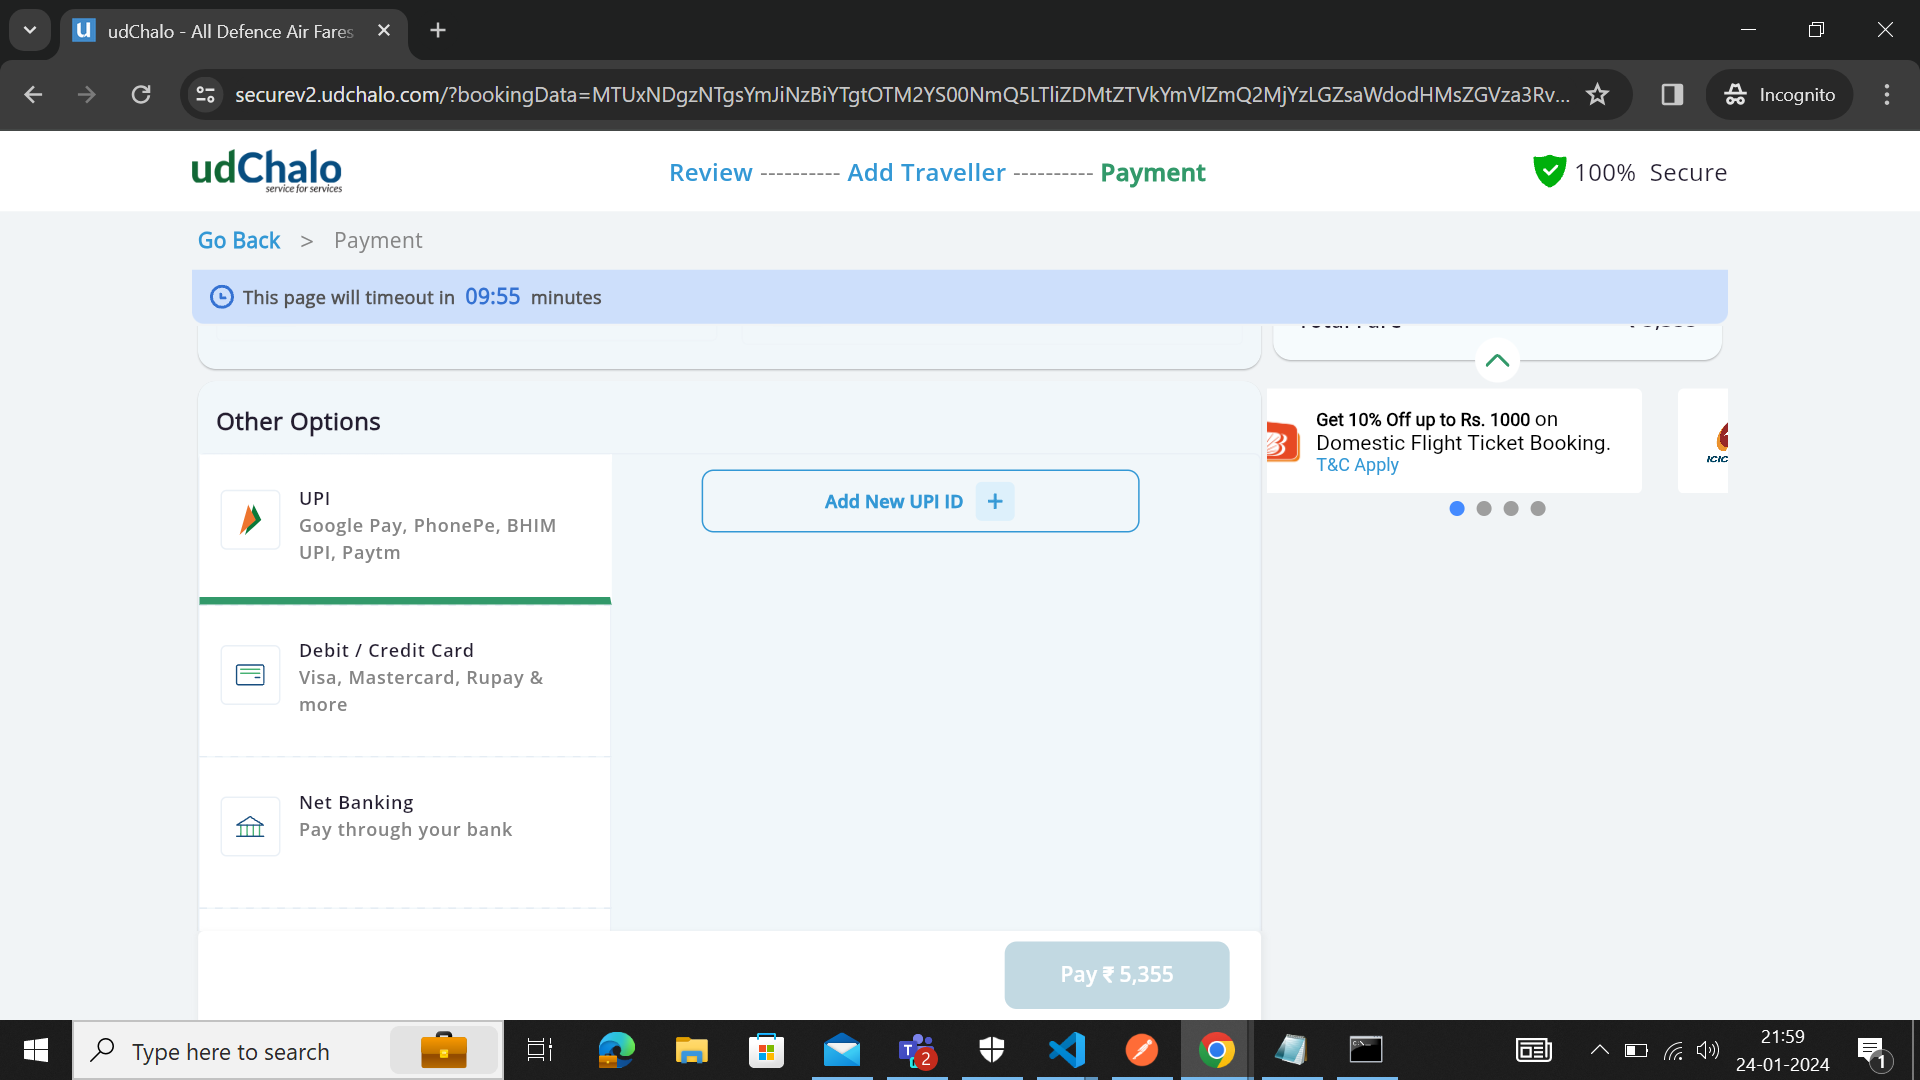 udChalo - All Defence Air Fares
securev2.udchalo.com/?bookingData=MTUxNDgzNTgsYmJiNzBiYTgtOTM2YS00NmQ5LTliZDMtZTVkYmVlZmQ2MjYzLGZsaWdodHMsZGVza3Rv...
Incognito
udChalo
service for services
Review ---------- Add Traveller ---------- Payment
100% Secure
Go Back > Payment
This page will timeout in 09:55 minutes
Other Options
UPI
Google Pay, PhonePe, BHIM
UPI, Paytm
Add New UPI ID +
Get 10% Off up to Rs. 1000 on
Domestic Flight Ticket Booking.
T&C Apply
Debit / Credit Card
Visa, Mastercard, Rupay &
more
Net Banking
Pay through your bank
Pay ₹ 5,355
Type here to search
2
21:59
24-01-2024
1